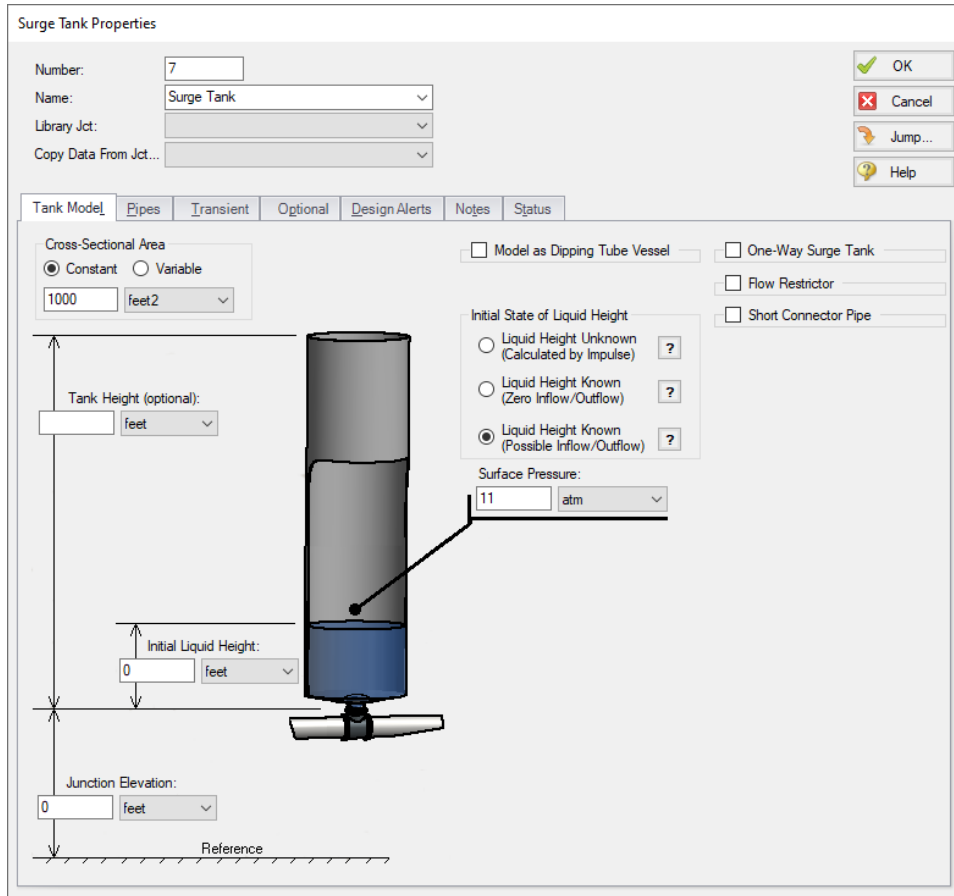 Surge Tank Properties
Number:
7
OK
Name:
Surge Tank
Cancel
Library Jct:
Jump...
Copy Data From Jct...
Help
Tank Model
Pipes
Transient
Optional
Design Alerts
Notes
Status
Cross-Sectional Area
Constant
Variable
1000
feet2
Model as Dipping Tube Vessel
One-Way Surge Tank
Flow Restrictor
Short Connector Pipe
Initial State of Liquid Height
Liquid Height Unknown
(Calculated by Impulse)
?
Liquid Height Known
(Zero Inflow/Outflow)
?
Liquid Height Known
(Possible Inflow/Outflow)
?
Tank Height (optional):
feet
Surface Pressure:
11
atm
Initial Liquid Height:
0
feet
Junction Elevation:
0
feet
Reference